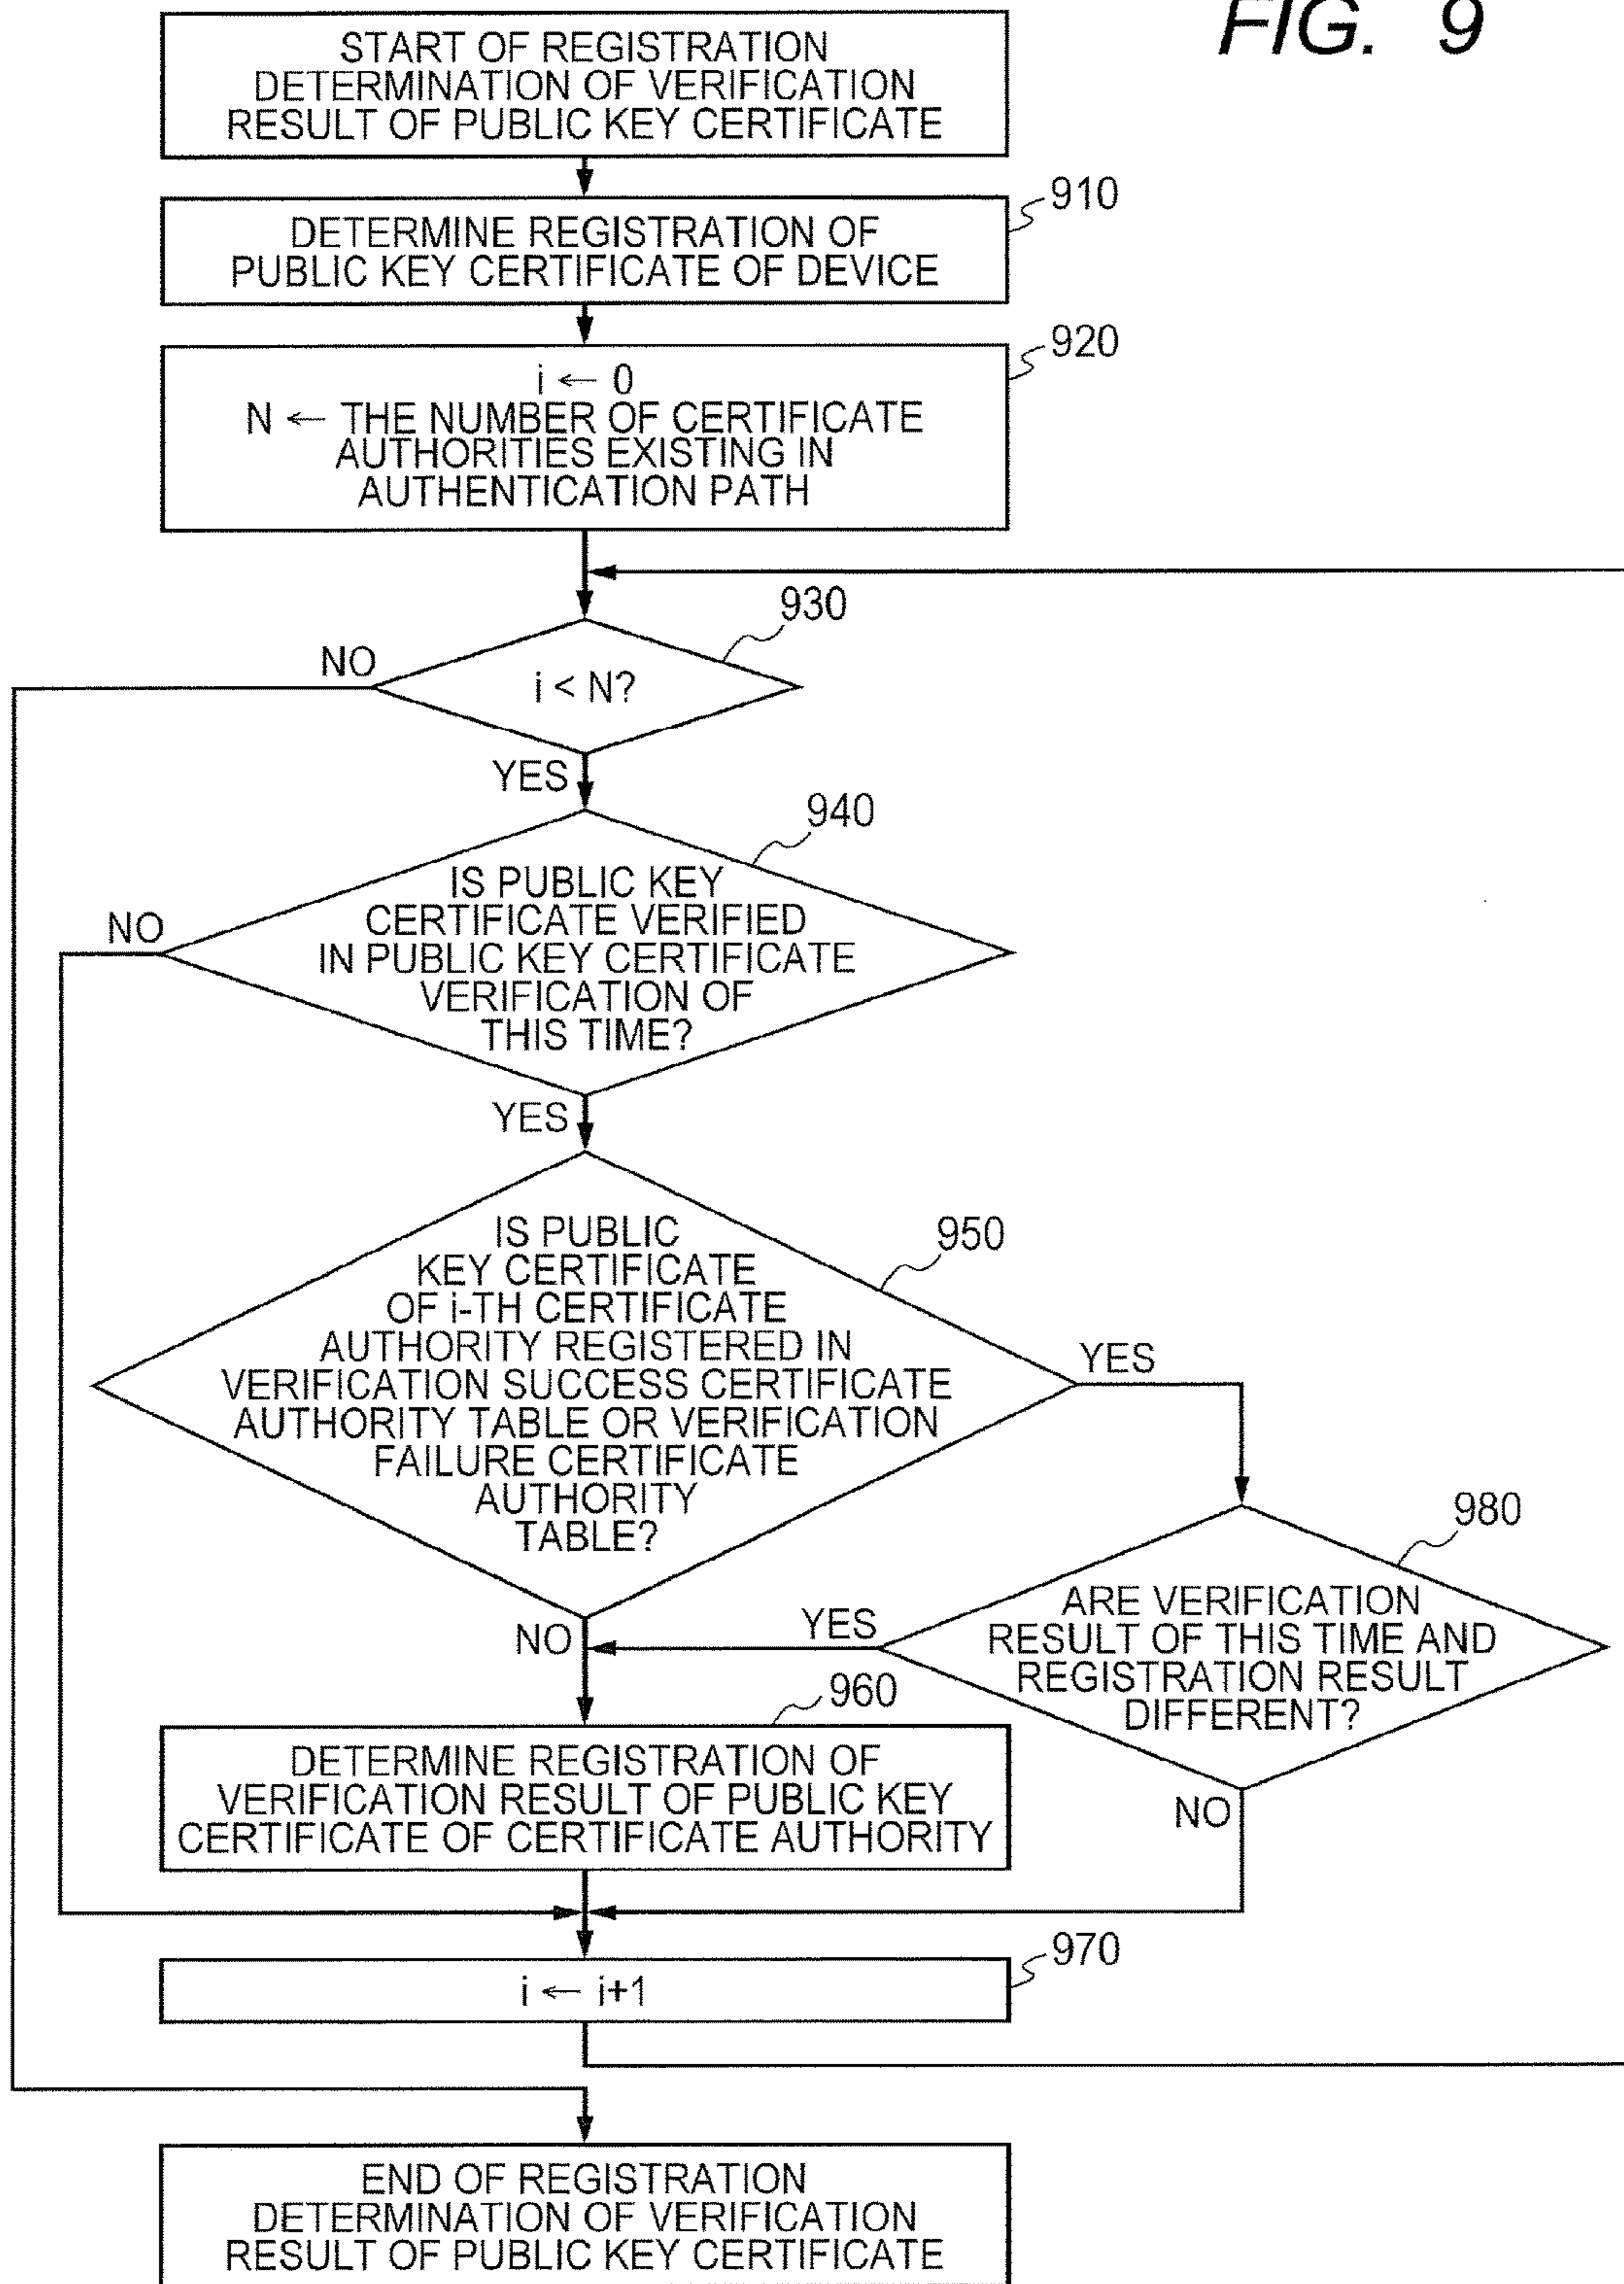 FIG. 9
START OF REGISTRATION
DETERMINATION OF VERIFICATION
RESULT OF PUBLIC KEY CERTIFICATE
910
DETERMINE REGISTRATION OF
PUBLIC KEY CERTIFICATE OF DEVICE
920
i ← 0
N ← THE NUMBER OF CERTIFICATE
AUTHORITIES EXISTING IN
AUTHENTICATION PATH
930
NO
i < N?
YES
940
NO
IS PUBLIC KEY
CERTIFICATE VERIFIED
IN PUBLIC KEY CERTIFICATE
VERIFICATION OF
THIS TIME?
YES
950
IS PUBLIC
KEY CERTIFICATE
OF i-TH CERTIFICATE
AUTHORITY REGISTERED IN
VERIFICATION SUCCESS CERTIFICATE
AUTHORITY TABLE OR VERIFICATION
FAILURE CERTIFICATE
AUTHORITY
TABLE?
YES
980
ARE VERIFICATION
RESULT OF THIS TIME AND
REGISTRATION RESULT
DIFFERENT?
YES
NO
NO
960
DETERMINE REGISTRATION OF
VERIFICATION RESULT OF PUBLIC KEY
CERTIFICATE OF CERTIFICATE AUTHORITY
970
i ← i+1
END OF REGISTRATION
DETERMINATION OF VERIFICATION
RESULT OF PUBLIC KEY CERTIFICATE